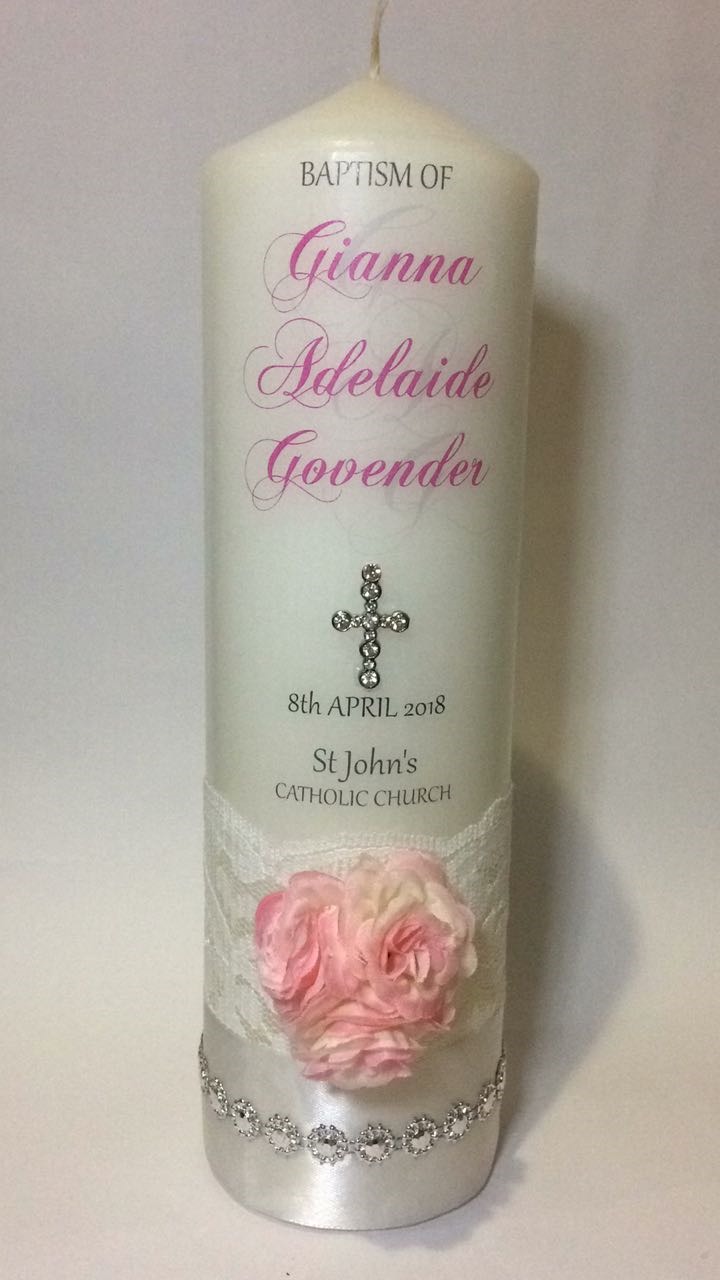 BAPTISM OF
Gianna
Adelaide
Govender
8th APRIL 2018
St John's
CATHOLIC CHURCH